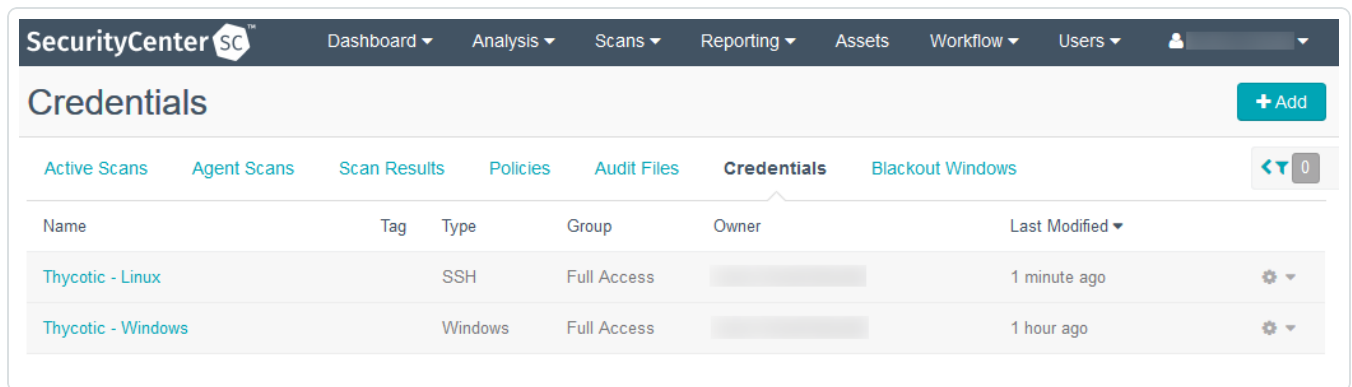 SecurityCenter SC™ Dashboard Analysis Scans Reporting Assets Workflow Users
Credentials + Add
Active Scans Agent Scans Scan Results Policies Audit Files Credentials Blackout Windows 0
Name Tag Type Group Owner Last Modified
Thycotic - Linux SSH Full Access 1 minute ago
Thycotic - Windows Windows Full Access 1 hour ago